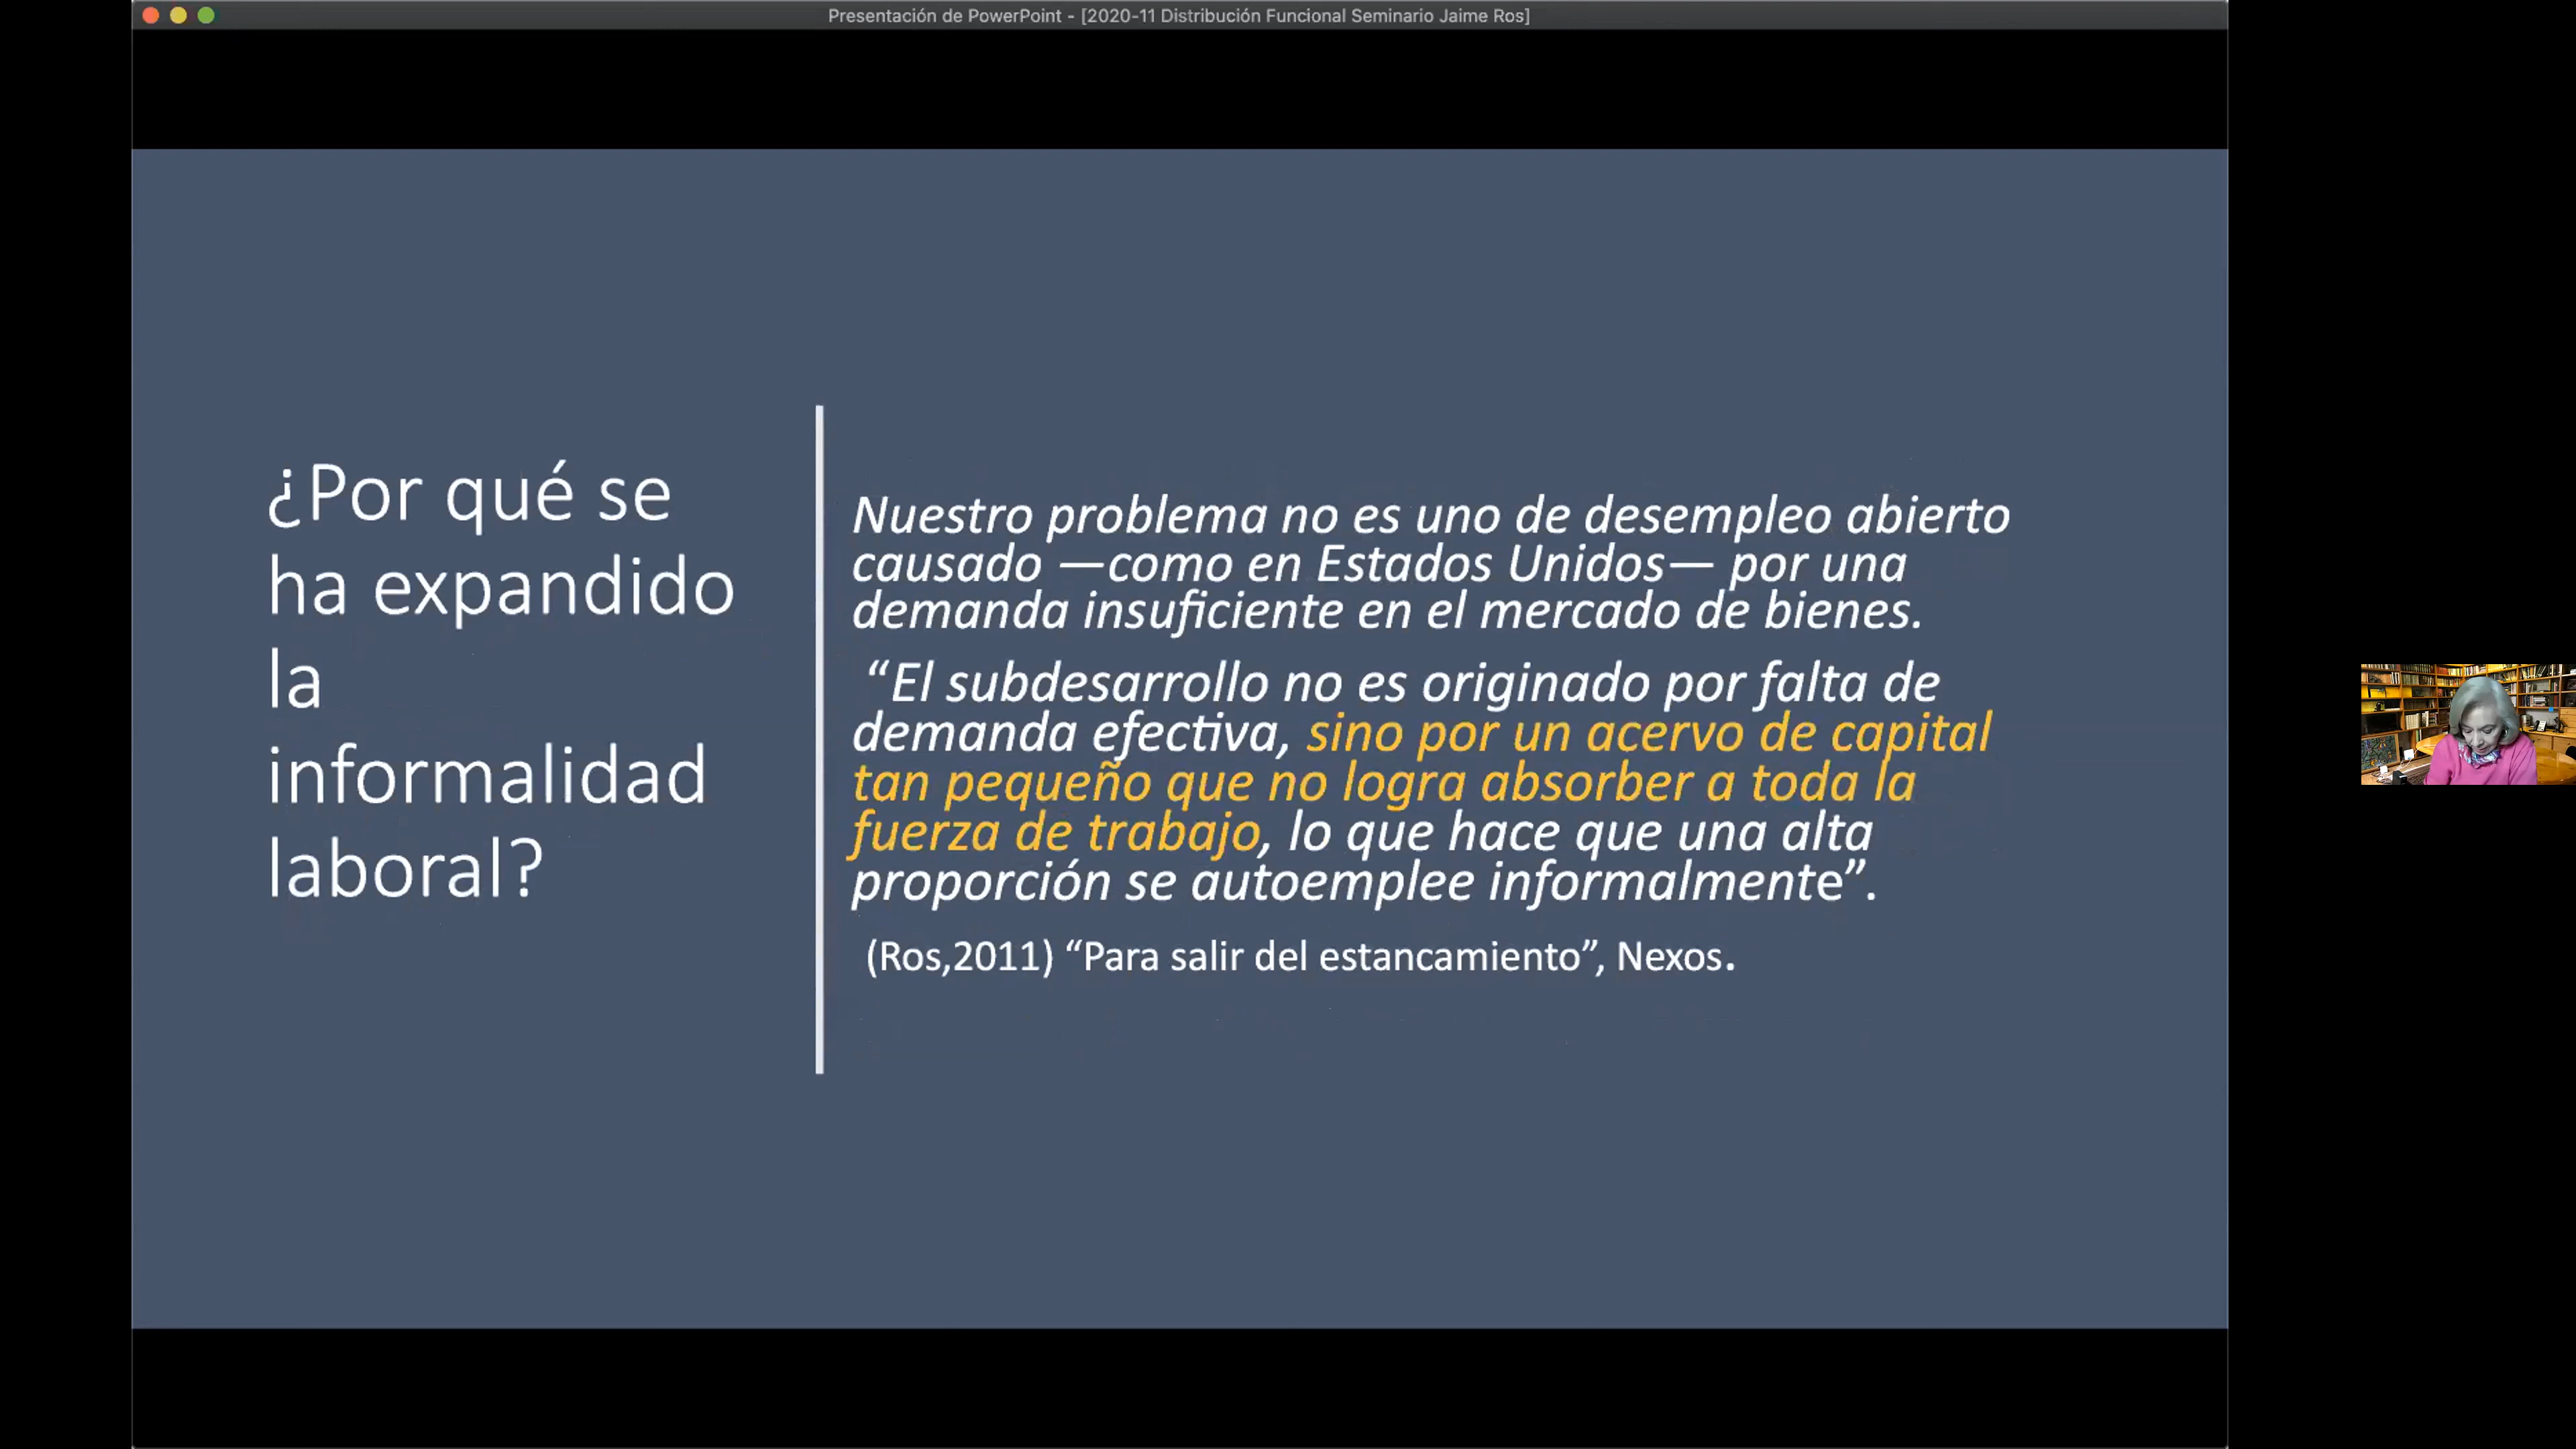 Presentación de PowerPoint - [2020-11 Distribución Funcional Seminario Jaime Ros]
¿Por qué se
ha expandido
la
informalidad
laboral?
Nuestro problema no es uno de desempleo abierto
causado —como en Estados Unidos— por una
demanda insuficiente en el mercado de bienes.
“El subdesarrollo no es originado por falta de
demanda efectiva, sino por un acervo de capital
tan pequeño que no logra absorber a toda la
fuerza de trabajo, lo que hace que una alta
proporción se autoemplee informalmente”.
(Ros,2011) “Para salir del estancamiento”, Nexos.